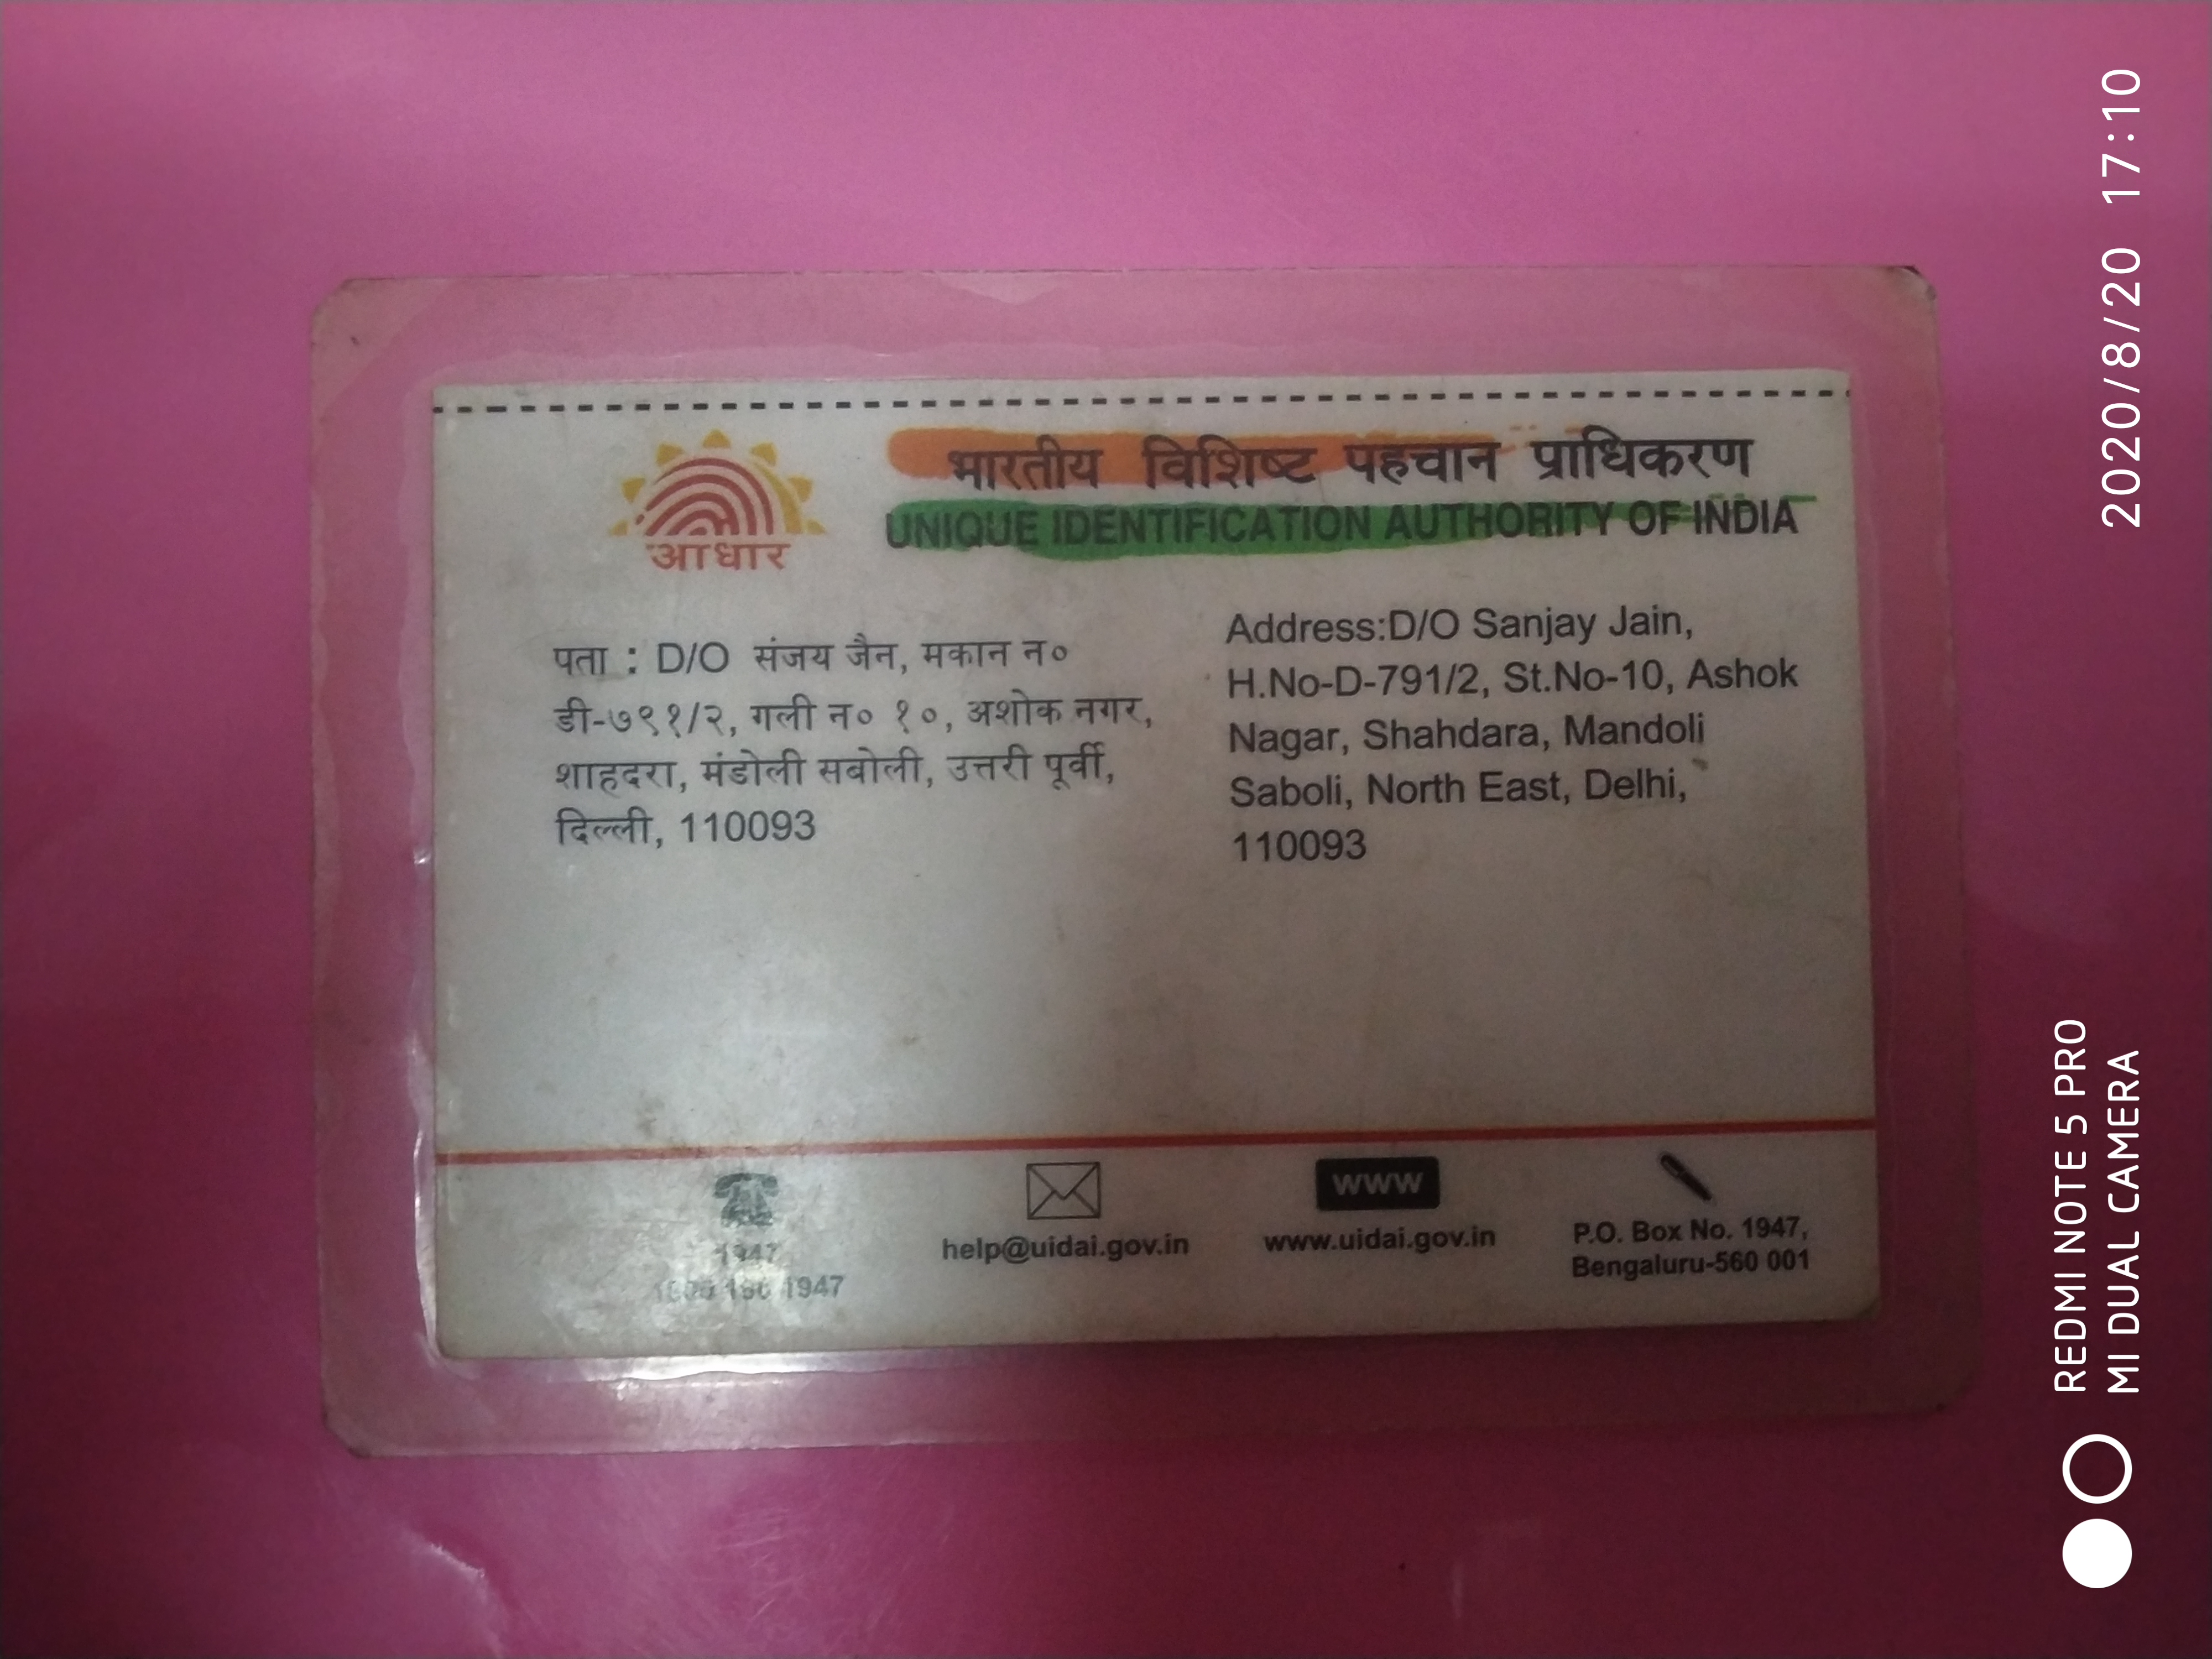 भारतीय विशिष्ट पहचान प्राधिकरण
UNIQUE IDENTIFICATION AUTHORITY OF INDIA
आधार
पता : D/O संजय जैन, मकान न०
डी-७९१/२, गली न० १०, अशोक नगर,
शाहदरा, मंडोली सबोली, उत्तरी पूर्वी,
दिल्ली, 110093
Address:D/O Sanjay Jain,
H.No-D-791/2, St.No-10, Ashok
Nagar, Shahdara, Mandoli
Saboli, North East, Delhi,
110093
1947
1947
help@uidai.gov.in
WWW
www.uidai.gov.in
P.O. Box No. 1947,
Bengaluru-560 001
2020/8/20 17:10
REDMI NOTE 5 PRO
MI DUAL CAMERA